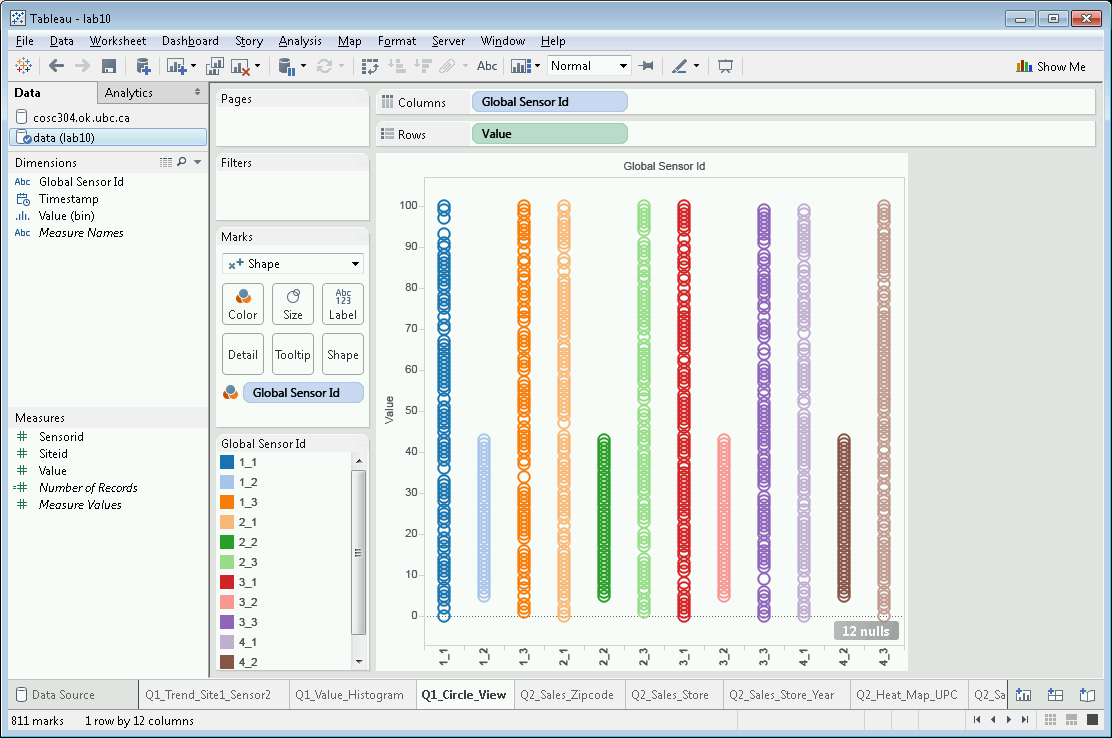 Tableau - lab10
File Data Worksheet Dashboard Story Analysis Map Format Server Window Help
Abc Normal Show Me
Data Analytics
cosc304.ok.ubc.ca
data (lab10)
Dimensions
Abc Global Sensor Id
Timestamp
Value (bin)
Abc Measure Names
Measures
Sensorid
Siteid
Value
Number of Records
Measure Values
Pages
Filters
Marks
Shape
Color Size Abc 123 Label
Detail Tooltip Shape
Global Sensor Id
Global Sensor Id
1_1
1_2
1_3
2_1
2_2
2_3
3_1
3_2
3_3
4_1
4_2
Columns Global Sensor Id
Rows Value
Global Sensor Id
Value
100
90
80
70
60
50
40
30
20
10
0
12 nulls
1_1 1_2 1_3 2_1 2_2 2_3 3_1 3_2 3_3 4_1 4_2 4_3
Data Source Q1_Trend_Site1_Sensor2 Q1_Value_Histogram Q1_Circle_View Q2_Sales_Zipcode Q2_Sales_Store Q2_Sales_Store_Year Q2_Heat_Map_UPC Q2_Sa
811 marks 1 row by 12 columns